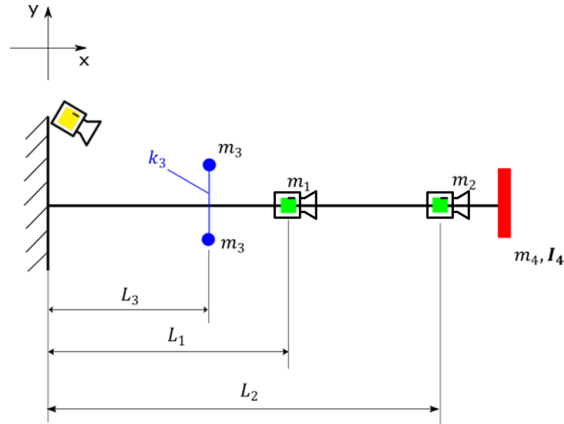 y
x
k₃
m₃
m₁
m₂
m₃
m₄, I₄
L₃
L₁
L₂